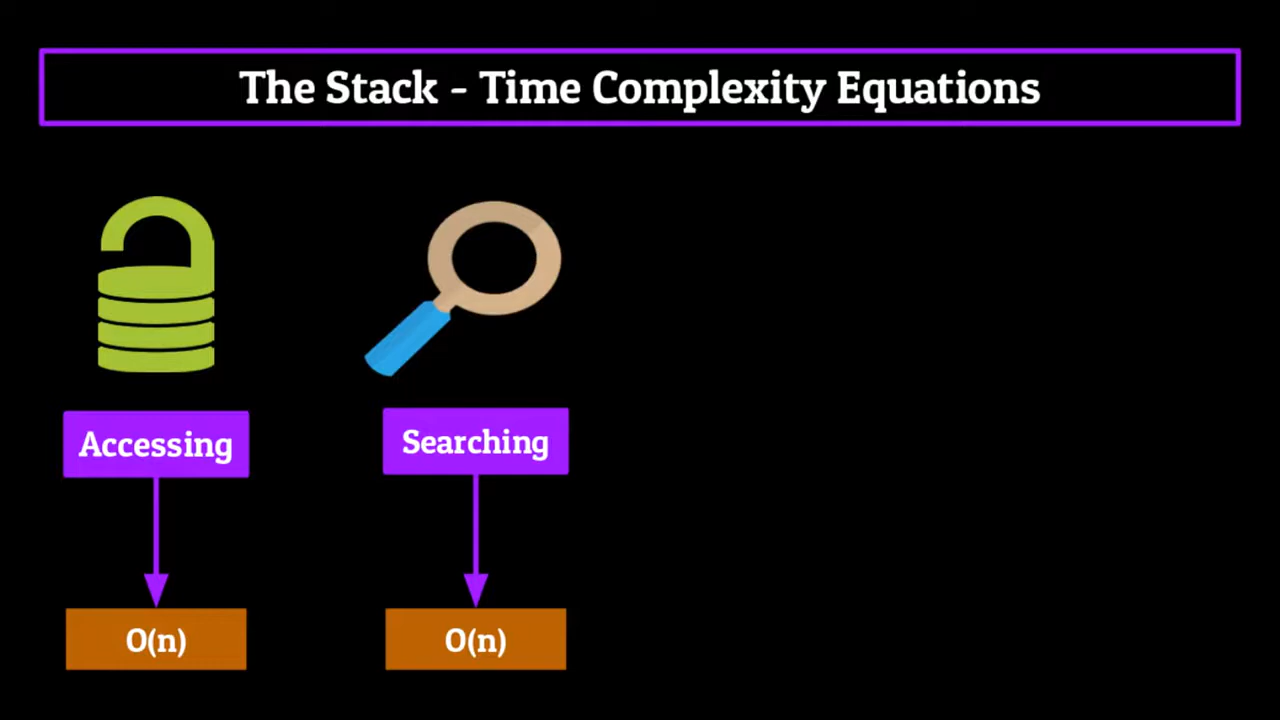 The Stack - Time Complexity Equations
Accessing
Searching
O(n)
O(n)